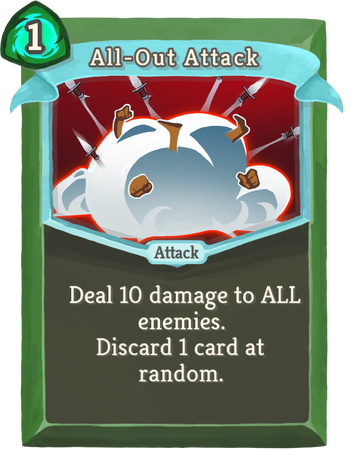 1
All-Out Attack
Attack
Deal 10 damage to ALL
enemies.
Discard 1 card at
random.